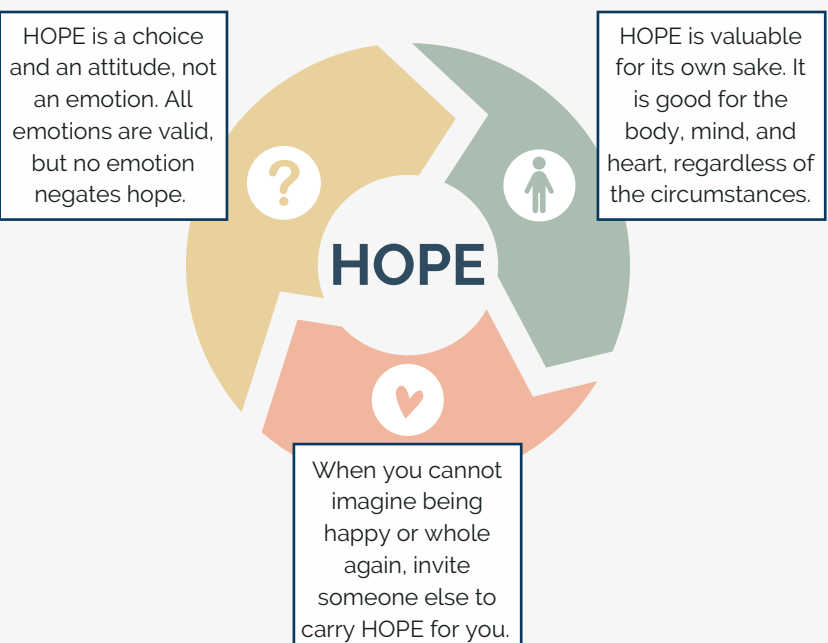 HOPE is a choice
and an attitude, not
an emotion. All
emotions are valid,
but no emotion
negates hope.
HOPE is valuable
for its own sake. It
is good for the
body, mind, and
heart, regardless of
the circumstances.
?
HOPE
When you cannot
imagine being
happy or whole
again, invite
someone else to
carry HOPE for you.